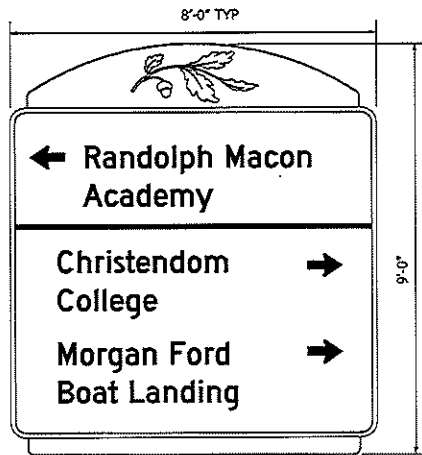 8'-0" TYP
Randolph Macon
Academy
Christendom
College
Morgan Ford
Boat Landing
9'-0"